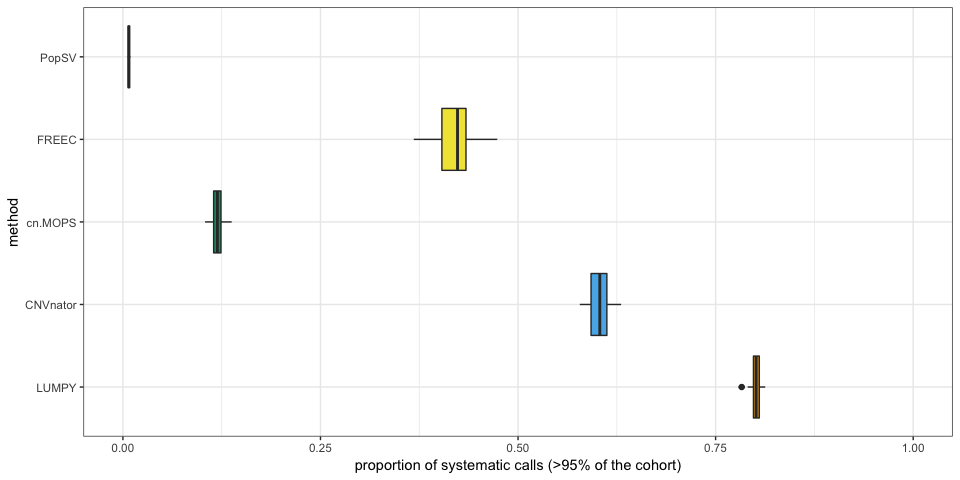 PopSV
FREEC
cn.MOPS
CNVnator
LUMPY
method
0.00 0.25 0.50 0.75 1.00
proportion of systematic calls (>95% of the cohort)